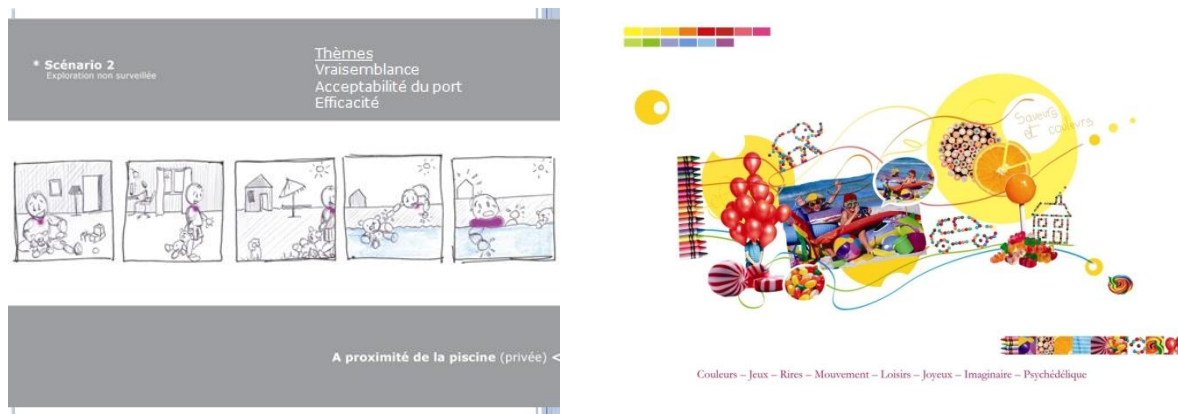 * Scénario 2
Exploration non surveillée
Thèmes
Vraisemblance
Acceptabilité du port
Efficacité
A proximité de la piscine (privée) <
Saveurs
et couleurs
Couleurs – Jeux – Rires – Mouvement – Loisirs – Joyeux – Imaginaire – Psychédélique